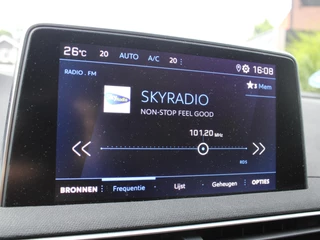 26°C 20 AUTO A/C 20 16:08
RADIO . FM
3 Mem
SKYRADIO
NON-STOP FEEL GOOD
101,20 MHz
RDS
BRONNEN Frequentie Lijst Geheugen OPTIES